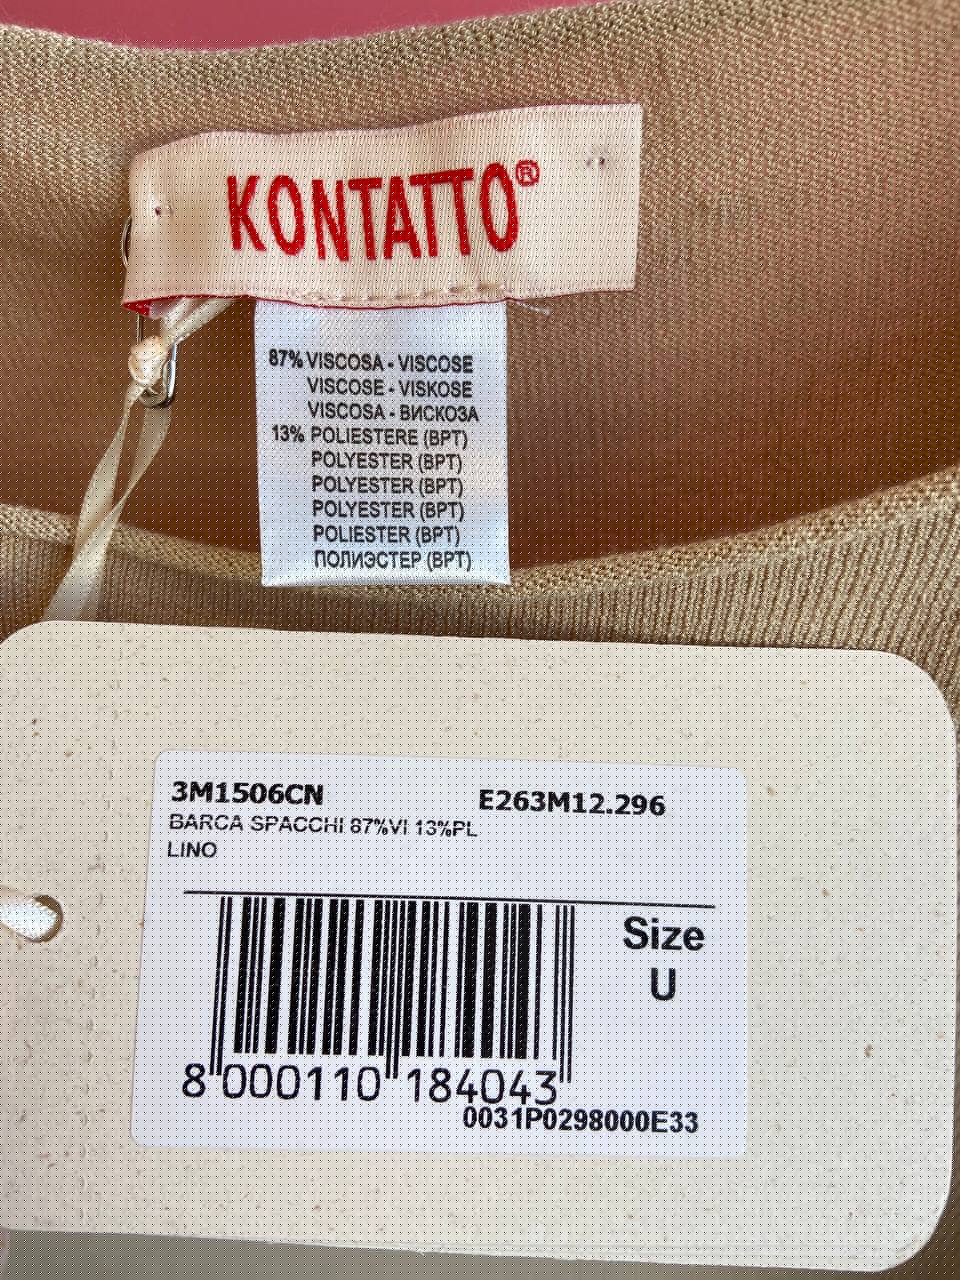 KONTATTO®
87% VISCOSA - VISCOSE
VISCOSE - VISKOSE
VISCOSA - ВИСКОЗА
13% POLIESTERE (BPT)
POLYESTER (BPT)
POLYESTER (BPT)
POLYESTER (BPT)
POLIESTER (BPT)
ПОЛИЭСТЕР (BPT)
3M1506CN E263M12.296
BARCA SPACCHI 87%VI 13%PL
LINO
Size
U
8 000110 184043
0031P0298000E33